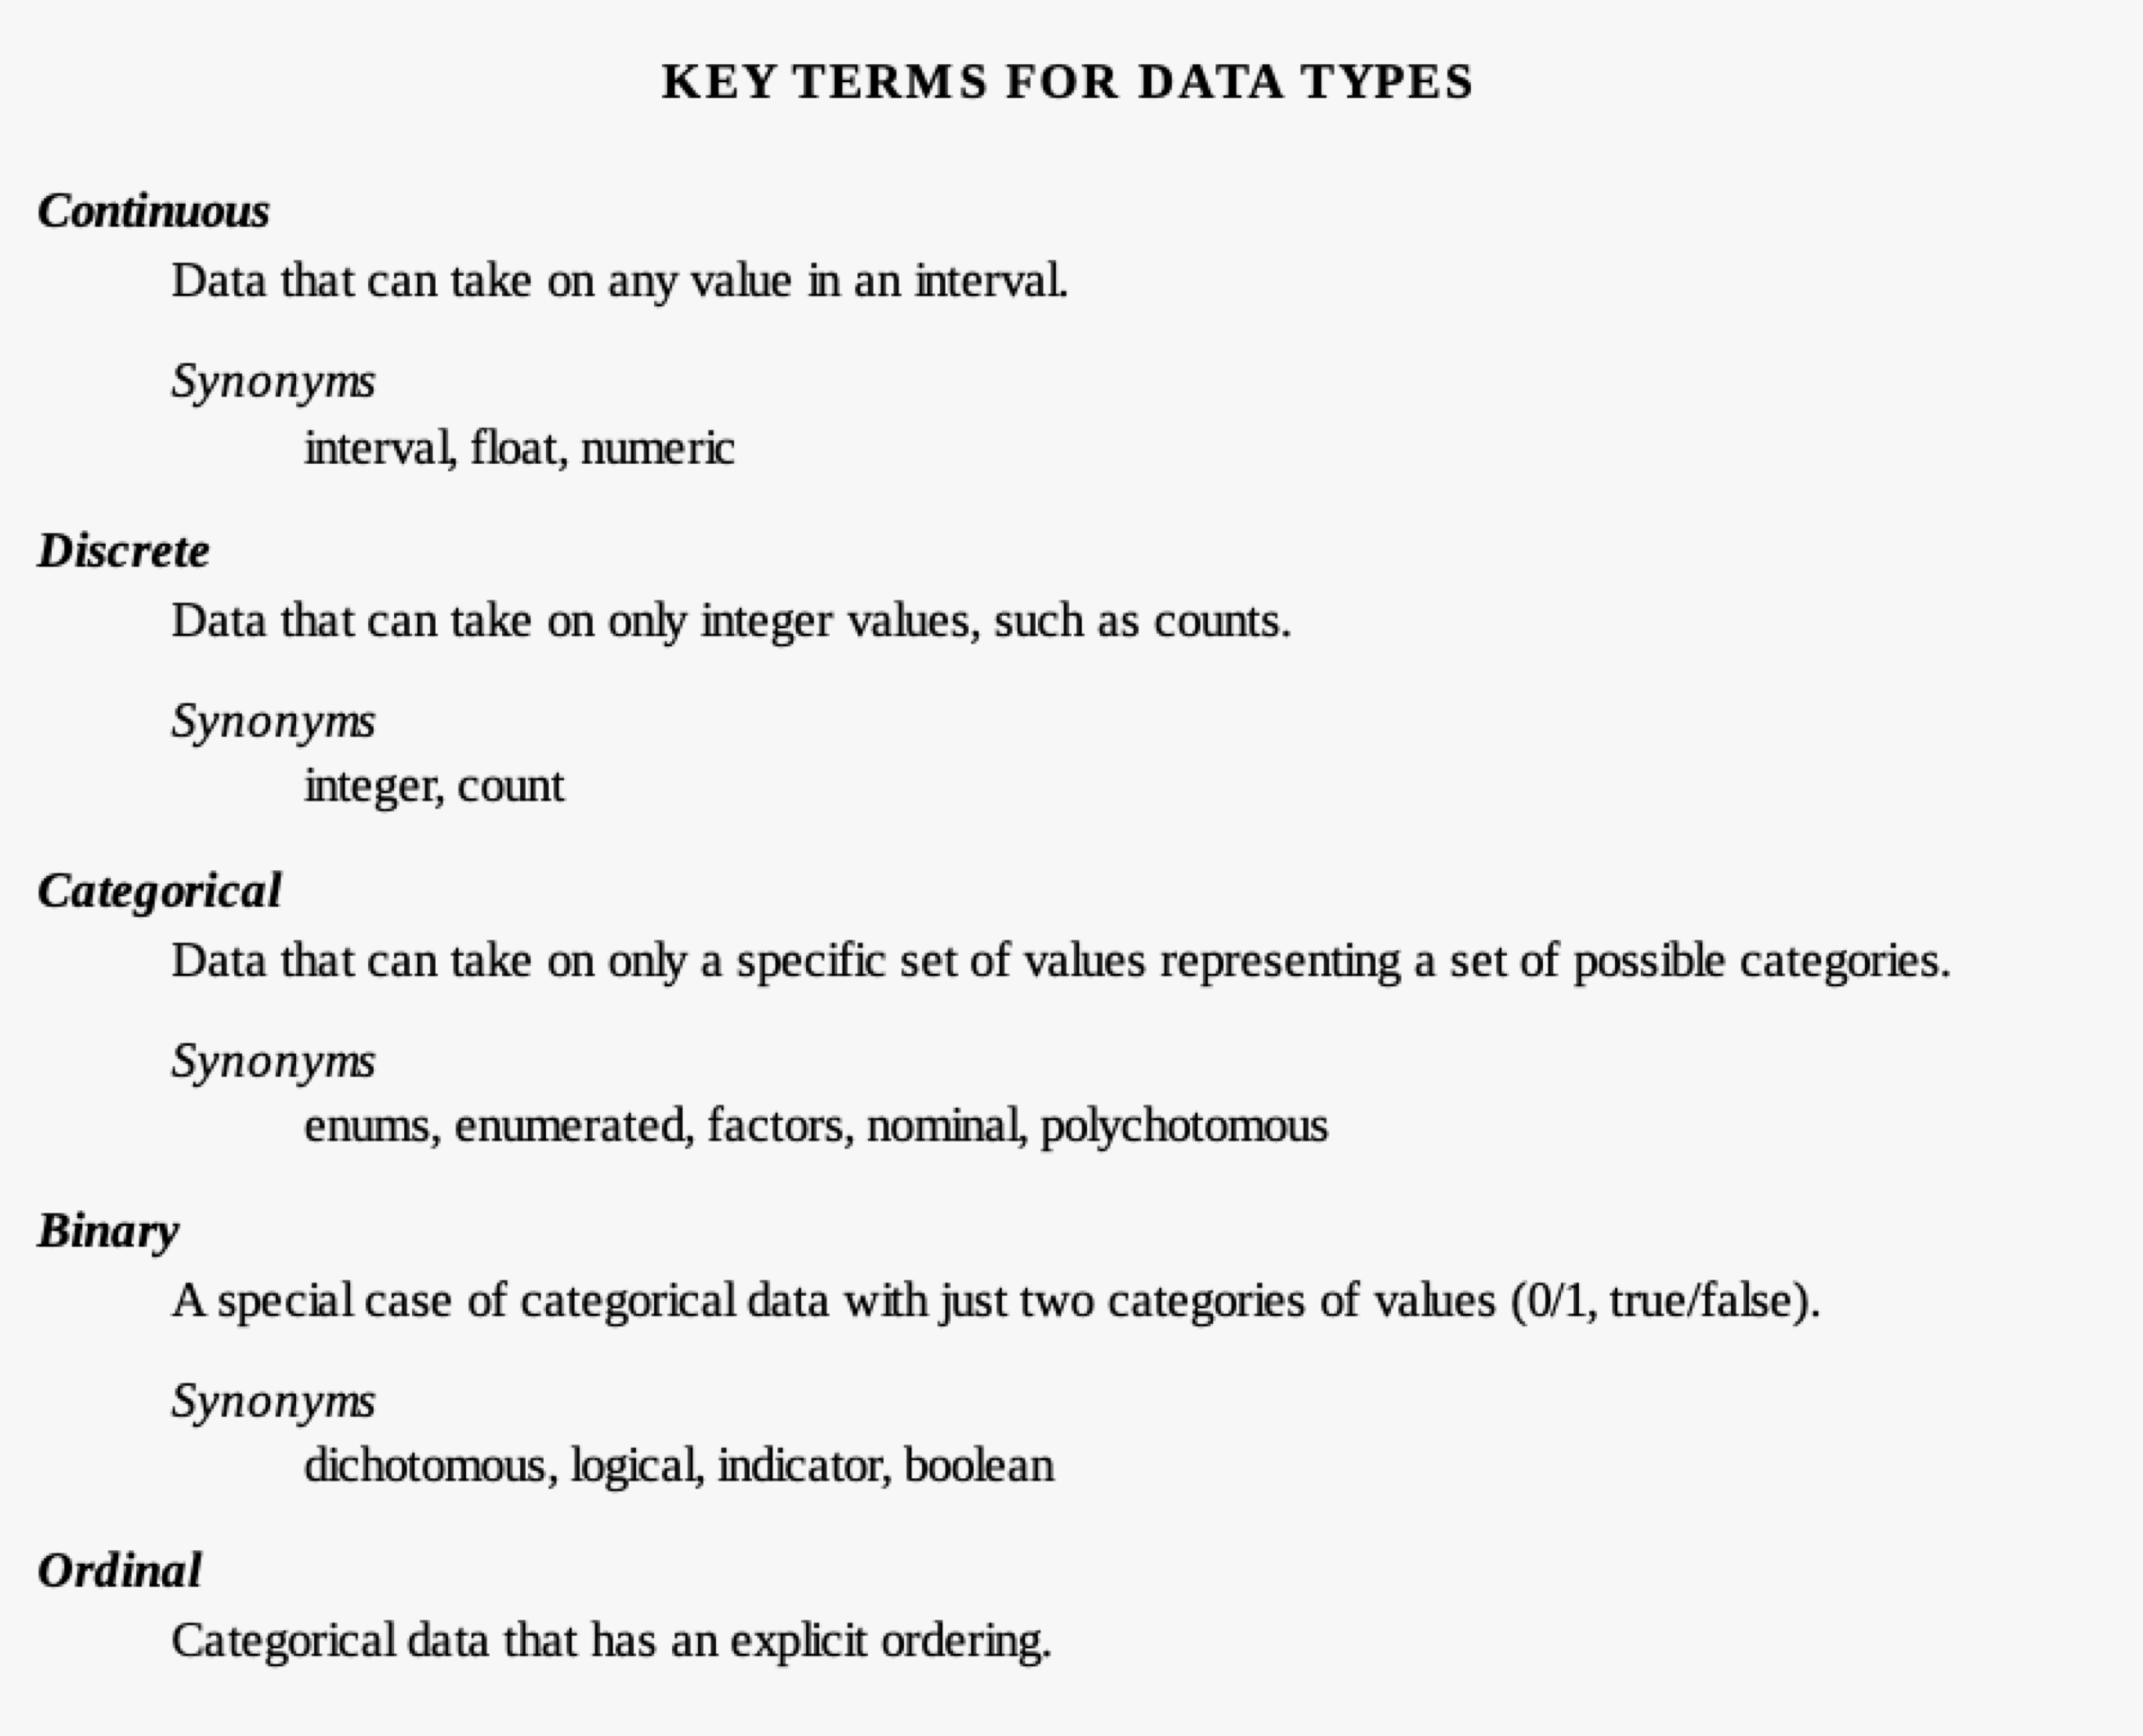 KEY TERMS FOR DATA TYPES
Continuous
Data that can take on any value in an interval.
Synonyms
interval, float, numeric
Discrete
Data that can take on only integer values, such as counts.
Synonyms
integer, count
Categorical
Data that can take on only a specific set of values representing a set of possible categories.
Synonyms
enums, enumerated, factors, nominal, polychotomous
Binary
A special case of categorical data with just two categories of values (0/1, true/false).
Synonyms
dichotomous, logical, indicator, boolean
Ordinal
Categorical data that has an explicit ordering.